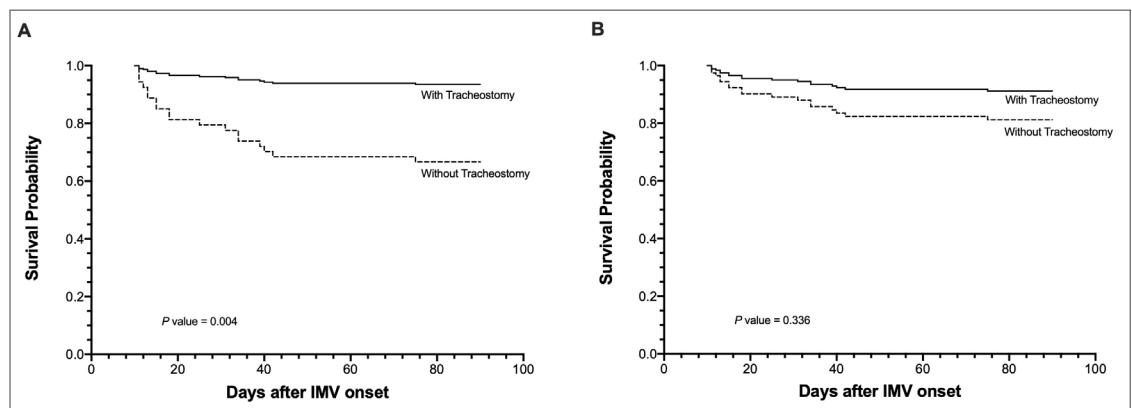 A
Surival Probability
1.0
0.8
0.6
0.4
0.2
0.0
With Tracheostomy
Without Tracheostomy
P value = 0.004
0 20 40 60 80 100
Days after IMV onset
B
Survival Probability
1.0
0.8
0.6
0.4
0.2
0.0
With Tracheostomy
Without Tracheostomy
P value = 0.336
0 20 40 60 80 100
Days after IMV onset